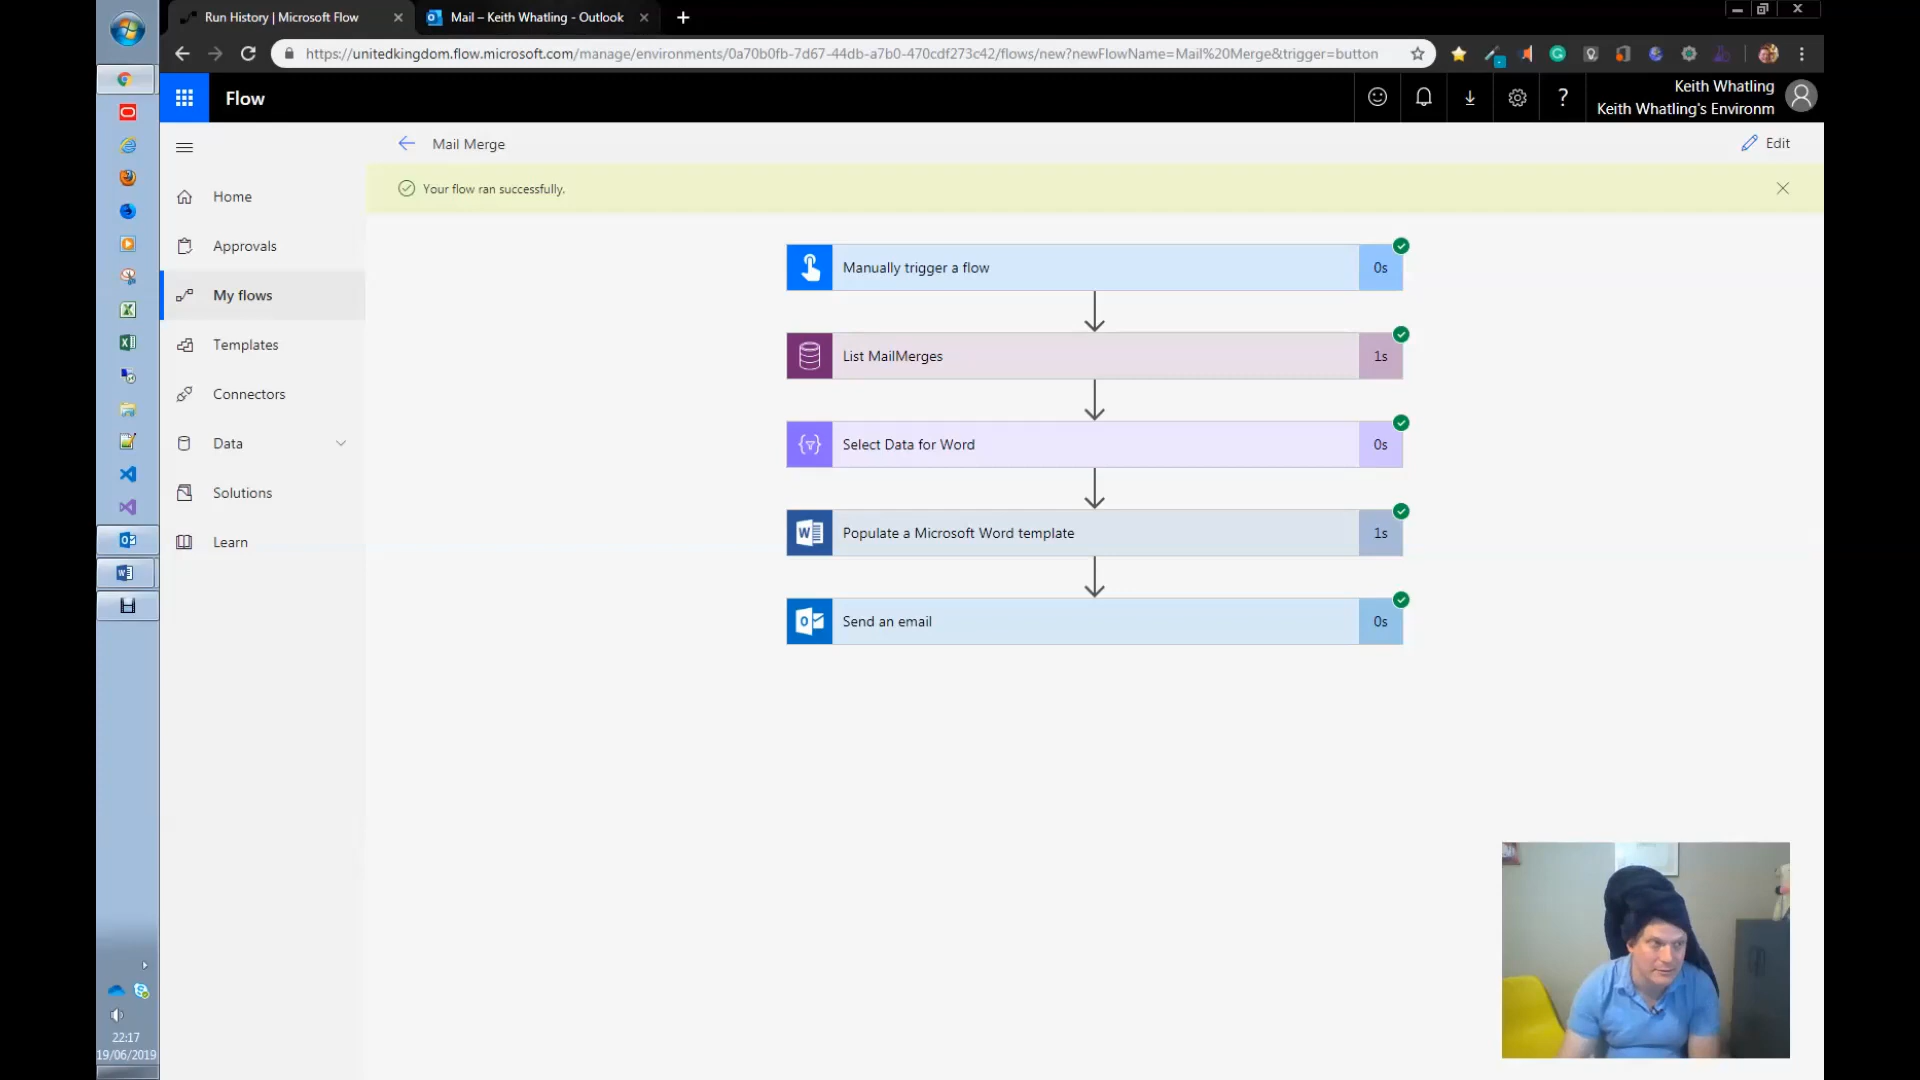 Run History | Microsoft Flow
Mail – Keith Whatling - Outlook
https://unitedkingdom.flow.microsoft.com/manage/environments/0a70b0fb-7d67-44db-a7b0-470cdf273c42/flows/new?newFlowName=Mail%20Merge&trigger=button
Flow
Keith Whatling
Keith Whatling's Environm
Mail Merge
Edit
Your flow ran successfully.
Home
Approvals
My flows
Templates
Connectors
Data
Solutions
Learn
Manually trigger a flow
0s
List MailMerges
1s
Select Data for Word
0s
Populate a Microsoft Word template
1s
Send an email
0s
22:17
19/06/2019